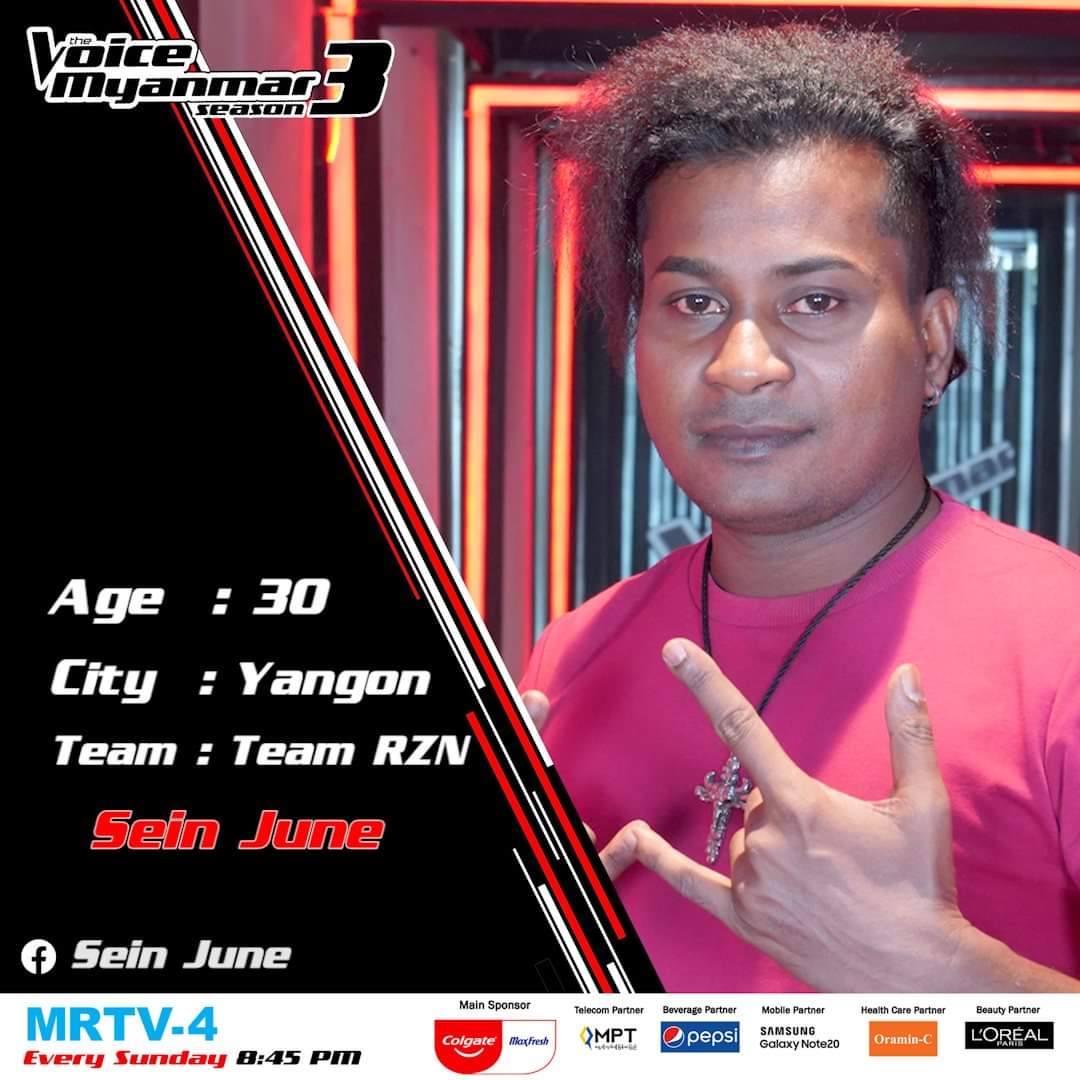 the
Voice
Myanmar
season 3
Age : 30
City : Yangon
Team : Team RZN
Sein June
Sein June
MRTV-4
Every Sunday 8:45 PM
Main Sponsor
Colgate MaxFresh
Telecom Partner
MPT
Beverage Partner
pepsi
Mobile Partner
SAMSUNG
Galaxy Note20
Health Care Partner
Oramin-C
Beauty Partner
L'ORÉAL
PARIS